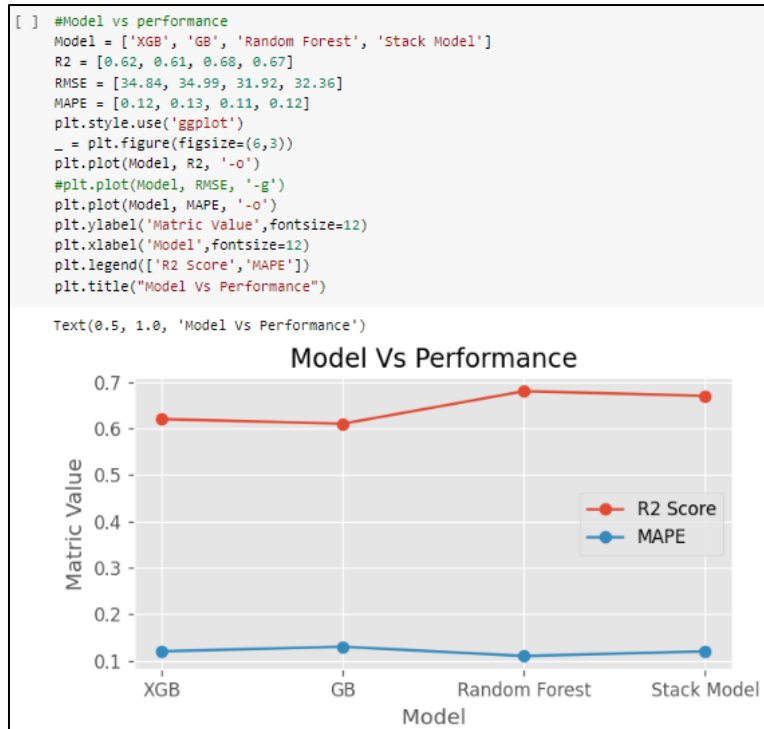 [ ] #Model vs performance
Model = ['XGB', 'GB', 'Random Forest', 'Stack Model']
R2 = [0.62, 0.61, 0.68, 0.67]
RMSE = [34.84, 34.99, 31.92, 32.36]
MAPE = [0.12, 0.13, 0.11, 0.12]
plt.style.use('ggplot')
_ = plt.figure(figsize=(6,3))
plt.plot(Model, R2, '-o')
#plt.plot(Model, RMSE, '-g')
plt.plot(Model, MAPE, '-o')
plt.ylabel('Matric Value',fontsize=12)
plt.xlabel('Model',fontsize=12)
plt.legend(['R2 Score','MAPE'])
plt.title("Model Vs Performance")
Text(0.5, 1.0, 'Model Vs Performance')
Model Vs Performance
Matric Value
0.7
0.6
0.5
0.4
0.3
0.2
0.1
R2 Score
MAPE
XGB GB Random Forest Stack Model
Model